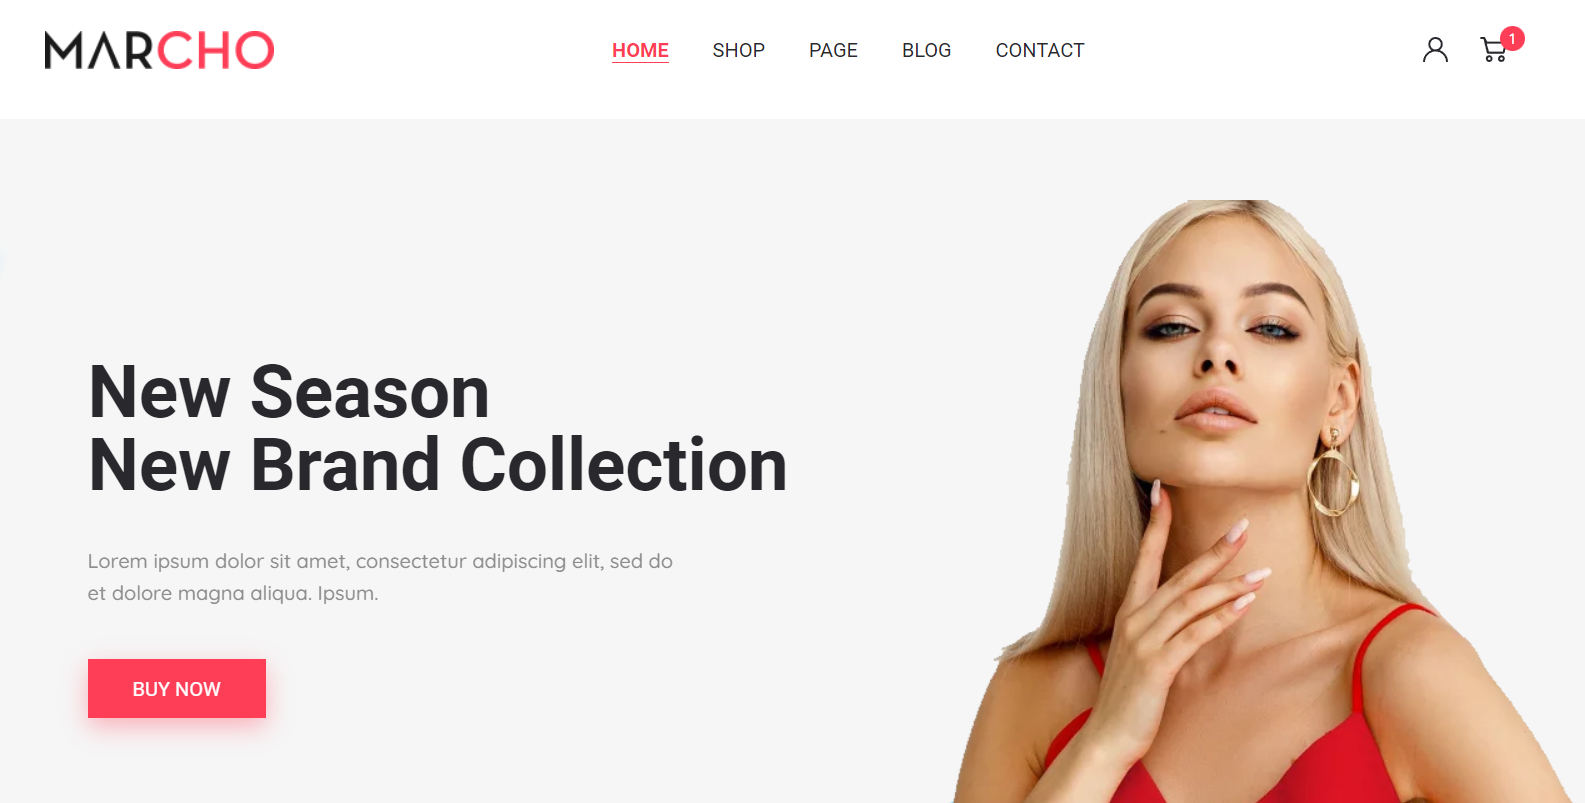 MARCHO
HOME SHOP PAGE BLOG CONTACT
1
New Season
New Brand Collection
Lorem ipsum dolor sit amet, consectetur adipiscing elit, sed do
et dolore magna aliqua. Ipsum.
BUY NOW